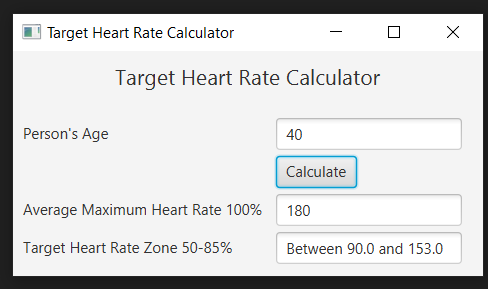 Target Heart Rate Calculator
Target Heart Rate Calculator
Person's Age 40
Calculate
Average Maximum Heart Rate 100% 180
Target Heart Rate Zone 50-85% Between 90.0 and 153.0